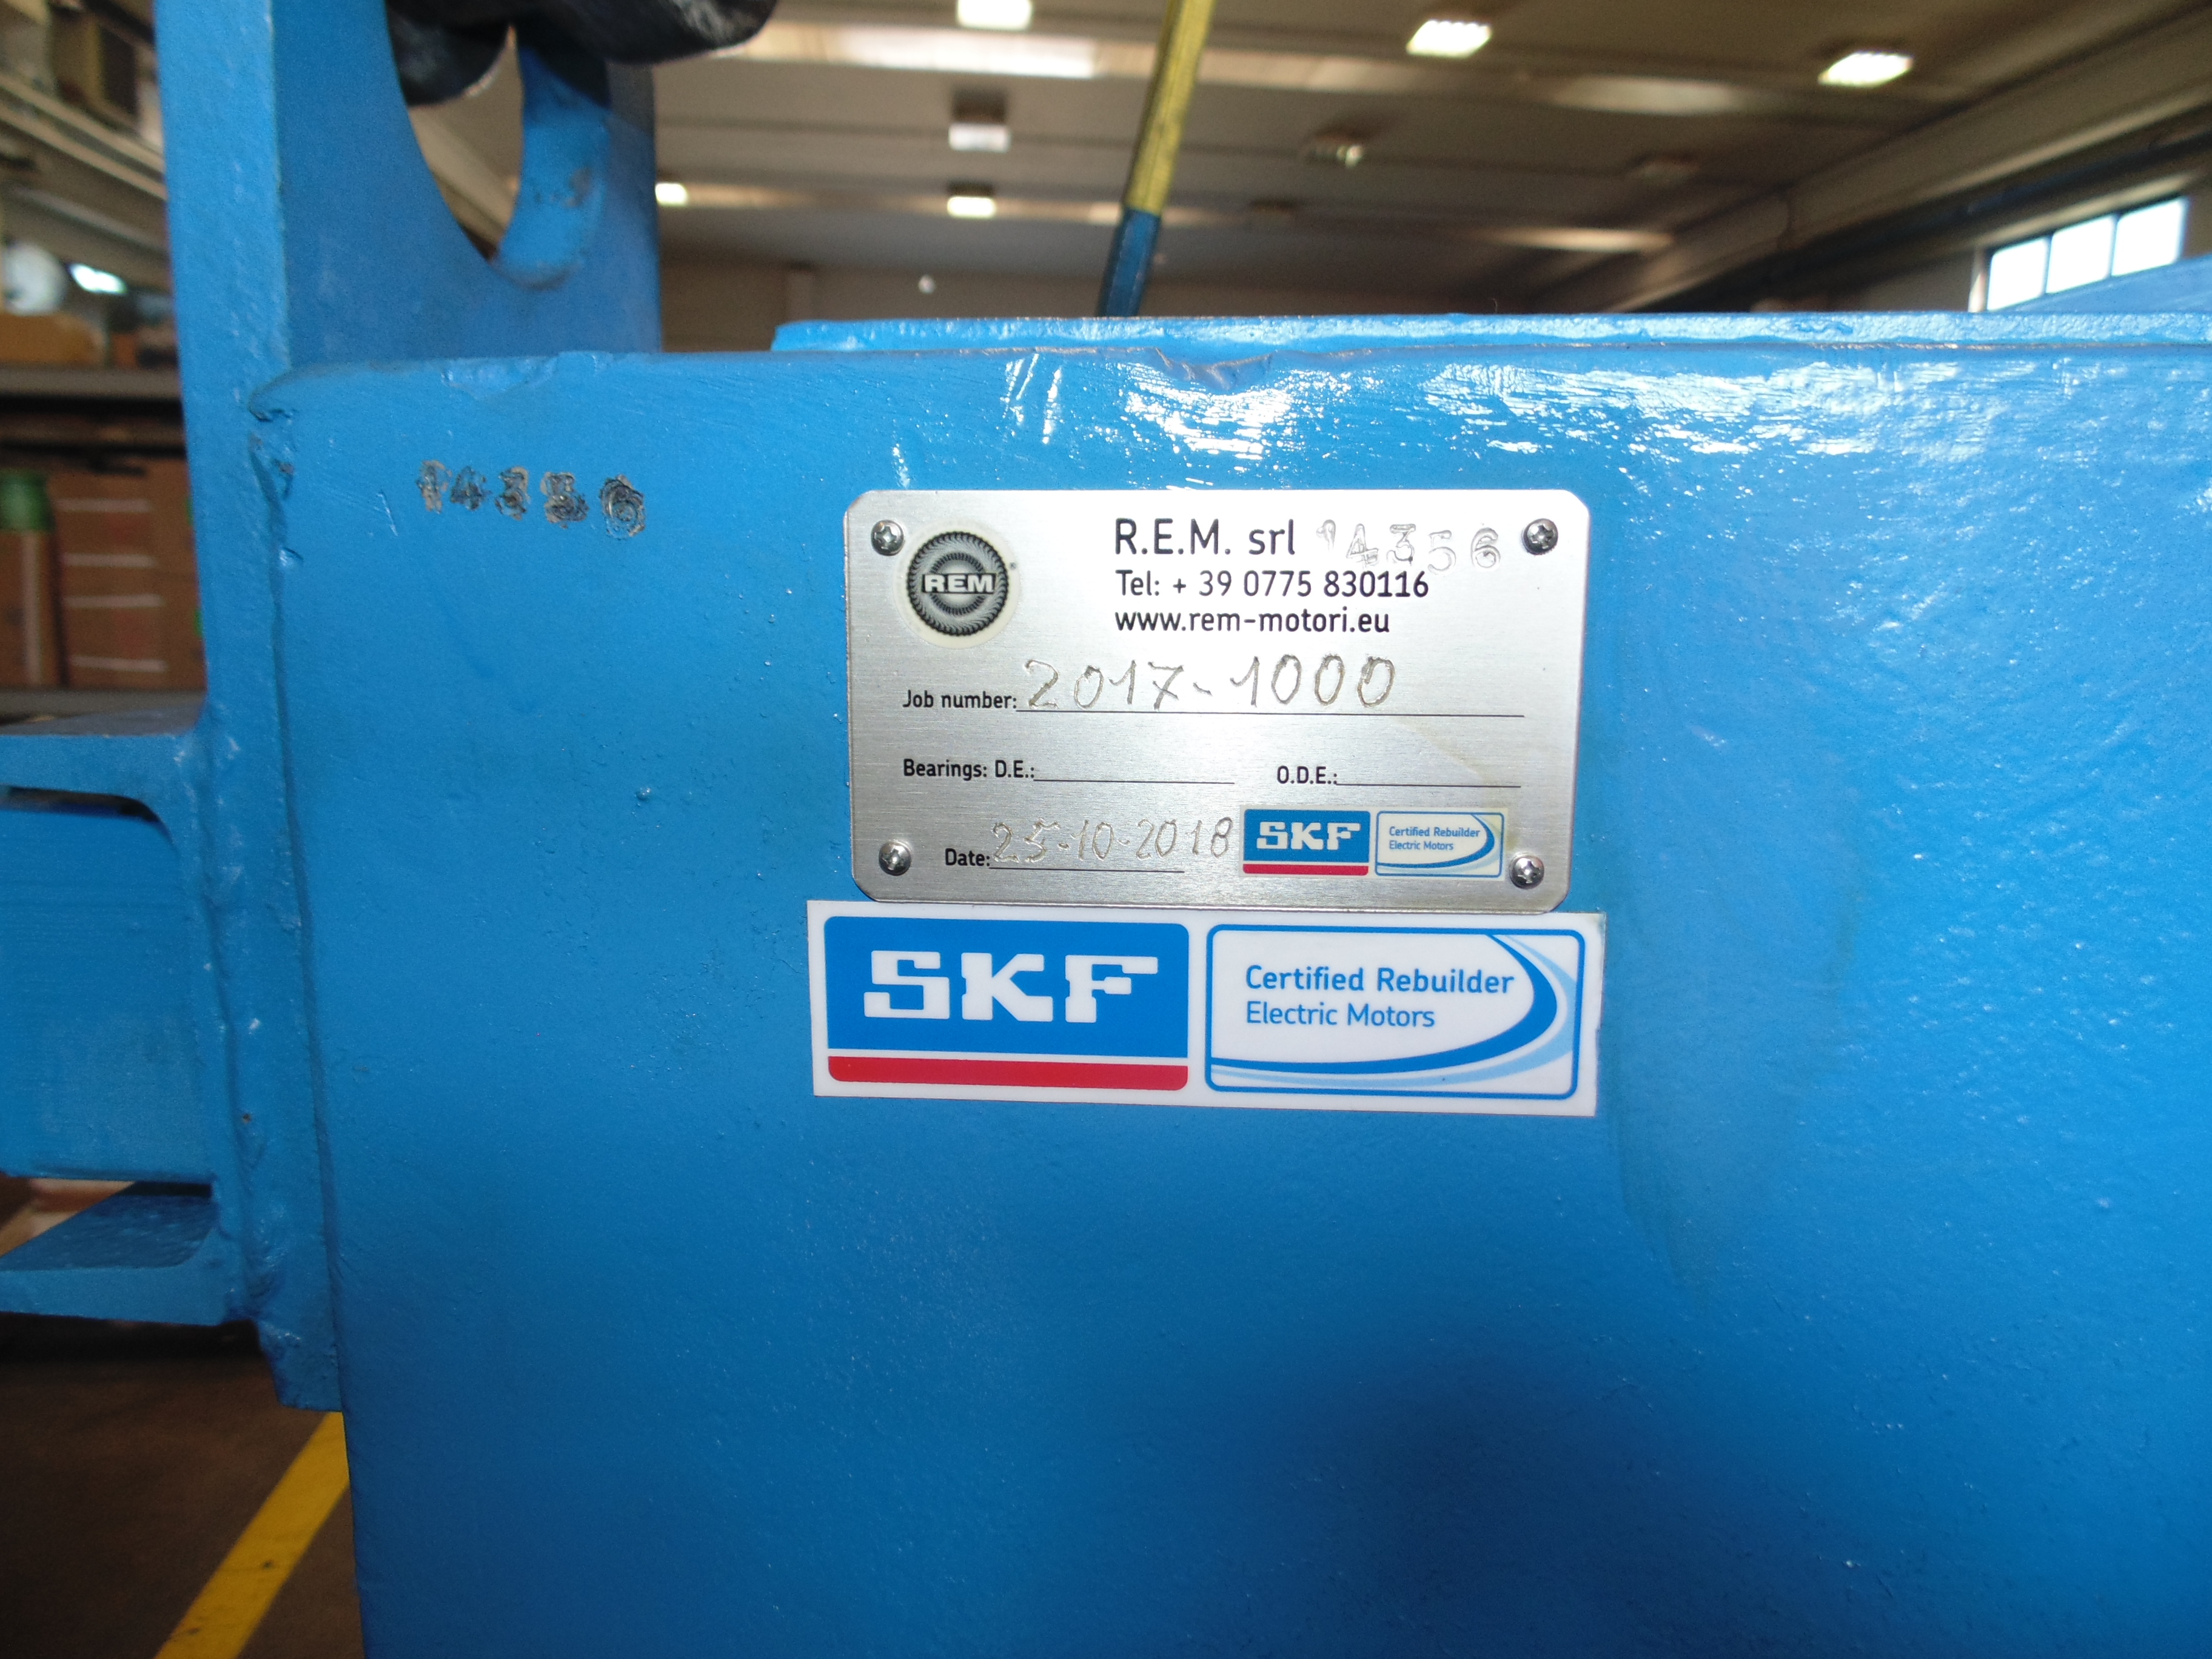 14356
REM
R.E.M. srl 14356
Tel: + 39 0775 830116
www.rem-motori.eu
Job number: 2017-1000
Bearings: D.E.: O.D.E.:
Date: 25-10-2018
SKF
Certified Rebuilder
Electric Motors
SKF
Certified Rebuilder
Electric Motors